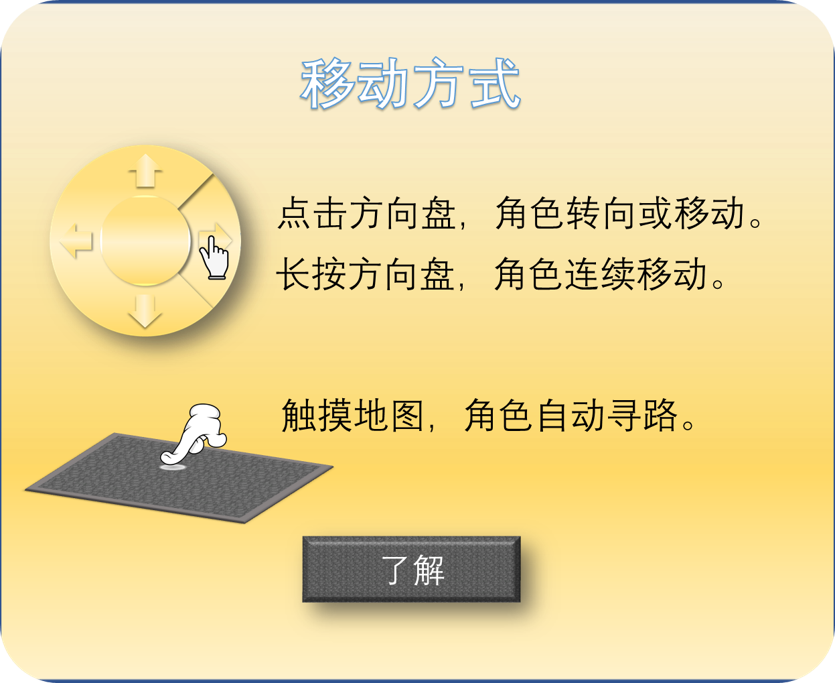 移动方式
点击方向盘，角色转向或移动。
长按方向盘，角色连续移动。
触摸地图，角色自动寻路。
了解